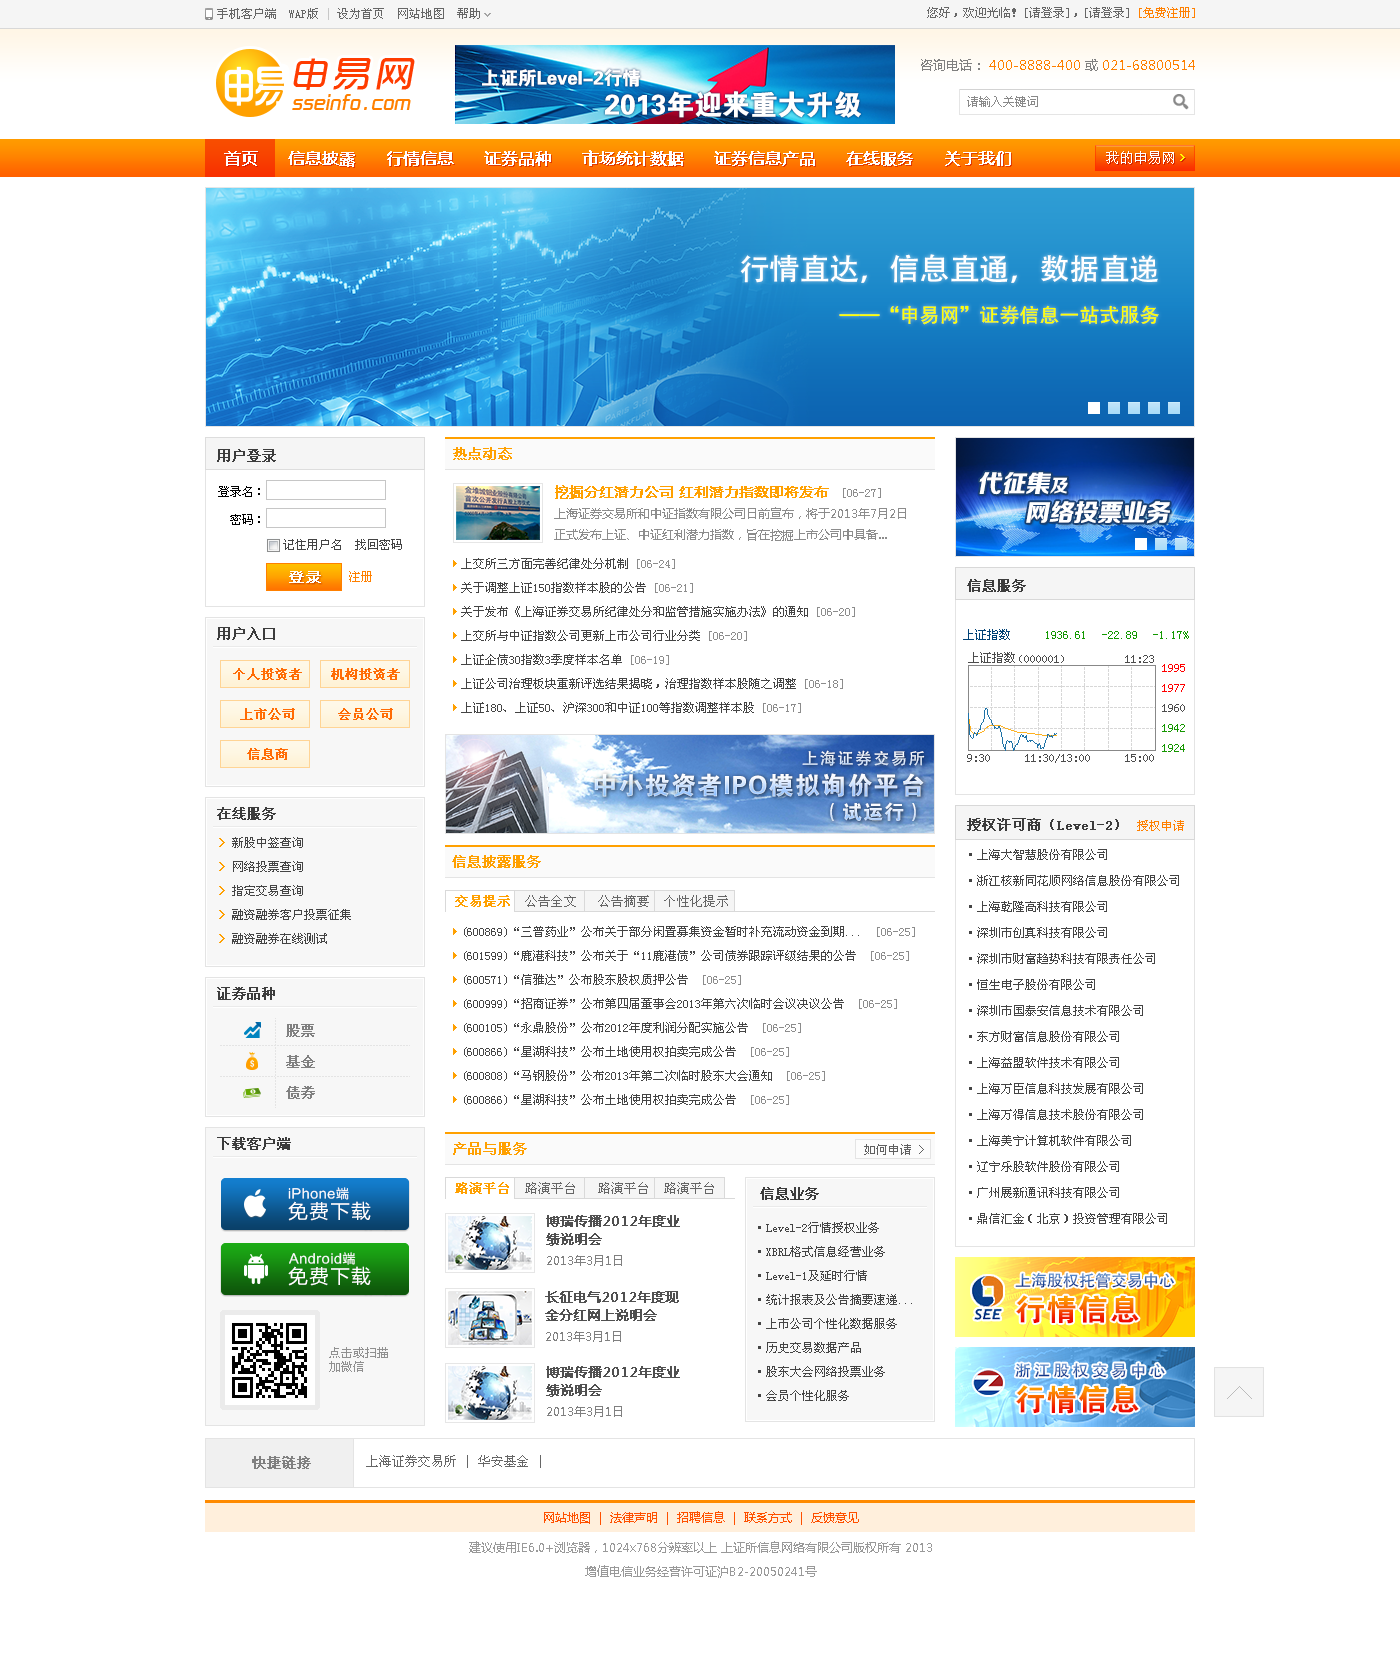 手机客户端 WAP版 | 设为首页 网站地图 帮助
您好，欢迎光临! [请登录]，[请登录] [免费注册]
申易网
sseinfo.com
上证所Level-2行情
2013年迎来重大升级
咨询电话： 400-8888-400 或 021-68800514
请输入关键词
首页 信息披露 行情信息 证券品种 市场统计数据 证券信息产品 在线服务 关于我们 我的申易网
行情直达，信息直通，数据直递
——“申易网”证券信息一站式服务
用户登录
登录名：
密码：
记住用户名 找回密码
登录 注册
用户入口
个人投资者 机构投资者
上市公司 会员公司
信息商
在线服务
新股中签查询
网络投票查询
指定交易查询
融资融券客户投票征集
融资融券在线测试
证券品种
股票
基金
债券
下载客户端
iPhone端
免费下载
Android端
免费下载
点击或扫描
加微信
热点动态
金堆城钼业股份有限公司
首次公开发行A股上市仪式
挖掘分红潜力公司 红利潜力指数即将发布 [06-27]
上海证券交易所和中证指数有限公司日前宣布，将于2013年7月2日
正式发布上证、中证红利潜力指数，旨在挖掘上市公司中具备…
上交所三方面完善纪律处分机制 [06-24]
关于调整上证150指数样本股的公告 [06-21]
关于发布《上海证券交易所纪律处分和监管措施实施办法》的通知 [06-20]
上交所与中证指数公司更新上市公司行业分类 [06-20]
上证企债30指数3季度样本名单 [06-19]
上证公司治理板块重新评选结果揭晓，治理指数样本股随之调整 [06-18]
上证180、上证50、沪深300和中证100等指数调整样本股 [06-17]
上海证券交易所
中小投资者IPO模拟询价平台
（试运行）
信息披露服务
交易提示 公告全文 公告摘要 个性化提示
(600869)“三普药业”公布关于部分闲置募集资金暂时补充流动资金到期... [06-25]
(601599)“鹿港科技”公布关于“11鹿港债”公司债券跟踪评级结果的公告 [06-25]
(600571)“信雅达”公布股东股权质押公告 [06-25]
(600999)“招商证券”公布第四届董事会2013年第六次临时会议决议公告 [06-25]
(600105)“永鼎股份”公布2012年度利润分配实施公告 [06-25]
(600866)“星湖科技”公布土地使用权拍卖完成公告 [06-25]
(600808)“马钢股份”公布2013年第二次临时股东大会通知 [06-25]
(600866)“星湖科技”公布土地使用权拍卖完成公告 [06-25]
产品与服务 如何申请
路演平台 路演平台 路演平台 路演平台
博瑞传播2012年度业
绩说明会
2013年3月1日
长征电气2012年度现
金分红网上说明会
2013年3月1日
博瑞传播2012年度业
绩说明会
2013年3月1日
信息业务
Level-2行情授权业务
XBRL格式信息经营业务
Level-1及延时行情
统计报表及公告摘要速递...
上市公司个性化数据服务
历史交易数据产品
股东大会网络投票业务
会员个性化服务
代征集及
网络投票业务
信息服务
上证指数 1936.61 -22.89 -1.17%
上证指数(000001) 11:23
1995
1977
1960
1942
1924
9:30 11:30/13:00 15:00
授权许可商（Level-2） 授权申请
上海大智慧股份有限公司
浙江核新同花顺网络信息股份有限公司
上海乾隆高科技有限公司
深圳市创真科技有限公司
深圳市财富趋势科技有限责任公司
恒生电子股份有限公司
深圳市国泰安信息技术有限公司
东方财富信息股份有限公司
上海益盟软件技术有限公司
上海万臣信息科技发展有限公司
上海万得信息技术股份有限公司
上海美宁计算机软件有限公司
辽宁乐股软件股份有限公司
广州展新通讯科技有限公司
鼎信汇金（北京）投资管理有限公司
SEE
上海股权托管交易中心
行情信息
浙江股权交易中心
行情信息
快捷链接 上海证券交易所 | 华安基金 |
网站地图 | 法律声明 | 招聘信息 | 联系方式 | 反馈意见
建议使用IE6.0+浏览器，1024x768分辨率以上 上证所信息网络有限公司版权所有 2013
增值电信业务经营许可证沪B2-20050241号